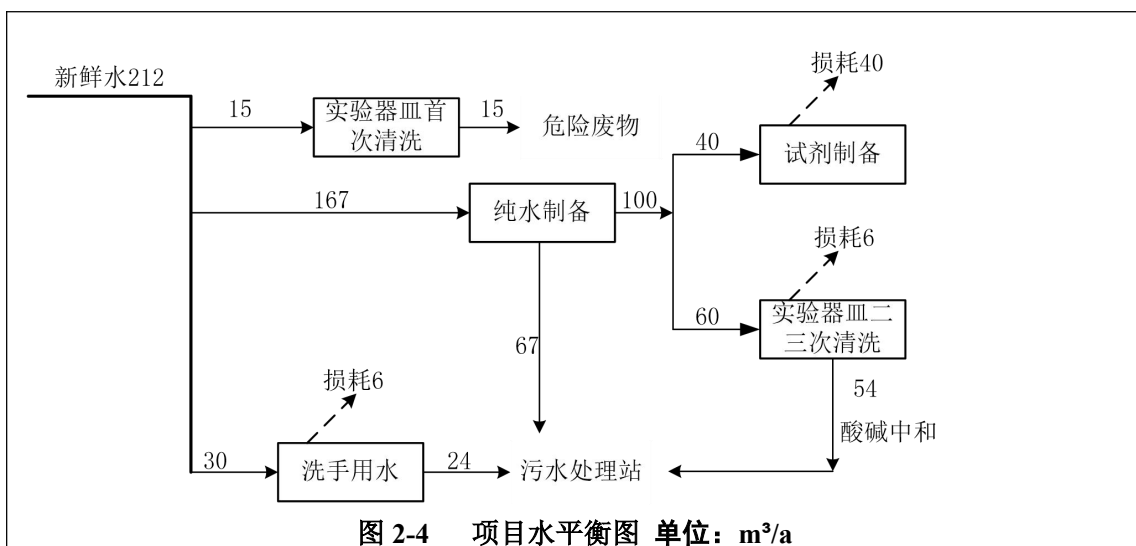 新鲜水212
损耗40
15
实验器皿首
次清洗
15
危险废物
40
试剂制备
167
纯水制备
100
损耗6
60
实验器皿二
三次清洗
67
54
损耗6
酸碱中和
30
洗手用水
24
污水处理站
图 2-4 项目水平衡图 单位：m³/a